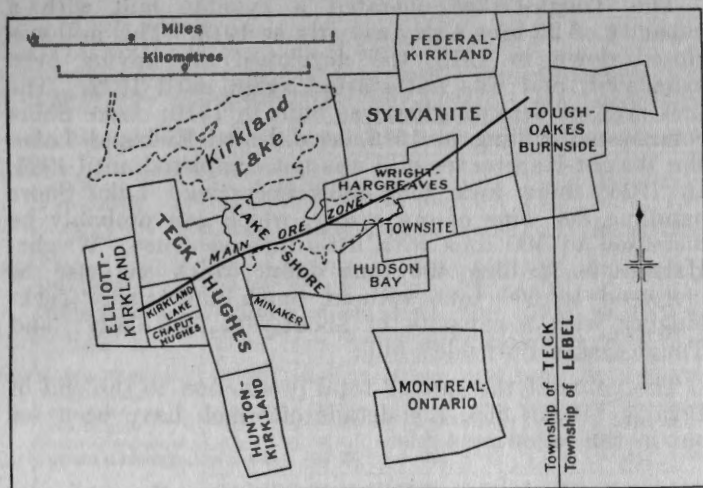 Miles
Kilometres
FEDERAL
KIRKLAND
SYLVANITE
TOUGH-
OAKES
BURNSIDE
Kirkland
Lake
WRIGHT-
HARGREAVES
TOWNSITE
LAKE
SHORE
MAIN ORE ZONE
HUDSON
BAY
TECK
HUGHES
ELLIOTT-
KIRKLAND
KIRKLAND
LAKE
CHAPUT
HUGHES
MINAKER
HUNTON-
KIRKLAND
MONTREAL-
ONTARIO
Township of TECK
Township of LEBEL